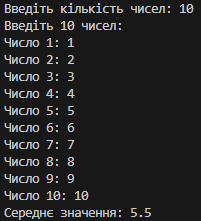 Введіть кількість чисел: 10
Введіть 10 чисел:
Число 1: 1
Число 2: 2
Число 3: 3
Число 4: 4
Число 5: 5
Число 6: 6
Число 7: 7
Число 8: 8
Число 9: 9
Число 10: 10
Середнє значення: 5.5